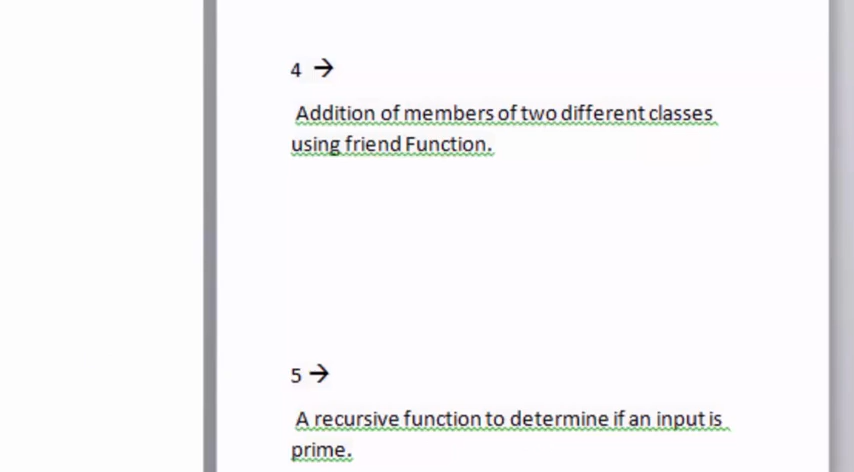 4 →
Addition of members of two different classes
using friend Function.
5 →
A recursive function to determine if an input is
prime.